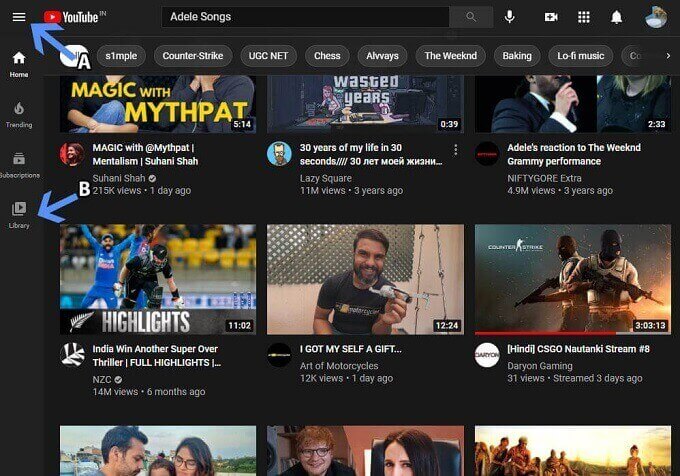 YouTube IN
Adele Songs
A
s1mple
Counter-Strike
UGC NET
Chess
Alvvays
The Weeknd
Baking
Lo-fi music
Home
Trending
Subscriptions
B
Library
MAGIC WITH
MYTHPAT
5:14
WASTED
years
0:39
2:33
MAGIC with @Mythpat |
Mentalism | Suhani Shah
Suhani Shah
215K views • 1 day ago
30 years of my life in 30
seconds//// 30 лет моей жизни...
Lazy Square
11M views • 3 years ago
Adele's reaction to The Weeknd
Grammy performance
NIFTYGORE Extra
4.9M views • 3 years ago
HIGHLIGHTS
11:02
motorcycles
12:24
COUNTER STRIKE
3:03:13
India Win Another Super Over
Thriller | FULL HIGHLIGHTS |...
NZC
14M views • 6 months ago
I GOT MY SELF A GIFT...
Art of Motorcycles
12K views • 1 day ago
DARYON
[Hindi] CSGO Nautanki Stream #8
Daryon Gaming
31 views • Streamed 3 days ago